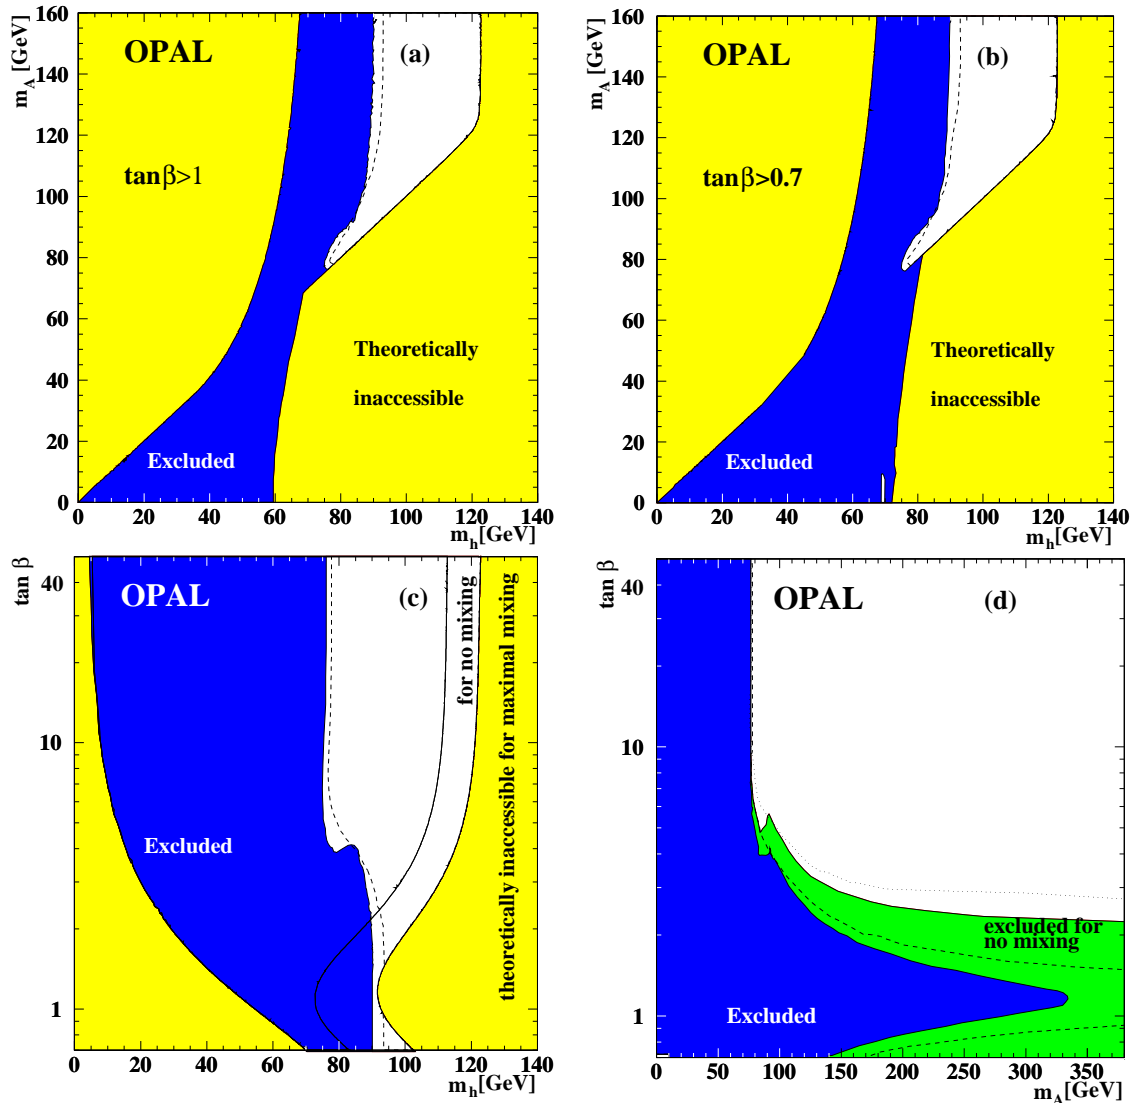 m_A [GeV]
160
140
120
100
80
60
40
20
0
OPAL
(a)
tanβ>1
Theoretically
inaccessible
Excluded
0 20 40 60 80 100 120 140
m_h[GeV]
m_A [GeV]
160
140
120
100
80
60
40
20
0
OPAL
(b)
tanβ>0.7
Theoretically
inaccessible
Excluded
0 20 40 60 80 100 120 140
m_h[GeV]
tan β
40
10
1
OPAL
(c)
Excluded
for no mixing
theoretically inaccessible for maximal mixing
0 20 40 60 80 100 120 140
m_h[GeV]
tan β
40
10
1
OPAL
(d)
excluded for
no mixing
Excluded
0 50 100 150 200 250 300 350
m_A[GeV]